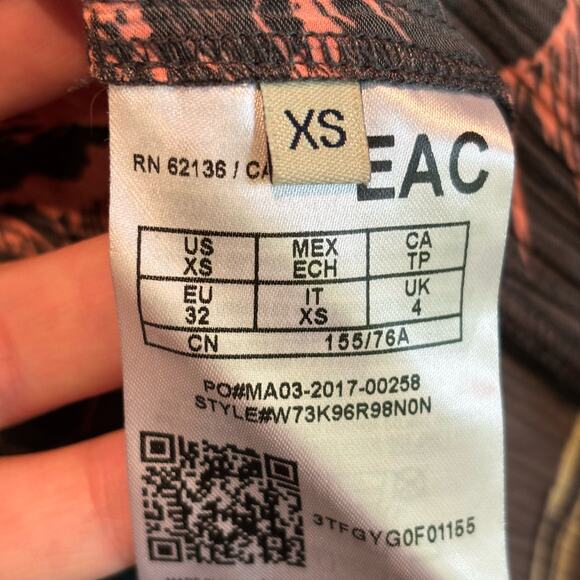 XS
RN 62136 / CA
EAC
US MEX CA
XS ECH TP
EU IT UK
32 XS 4
CN 155/76A
PO#MA03-2017-00258
STYLE#W73K96R98N0N
3TFGYG0F01155